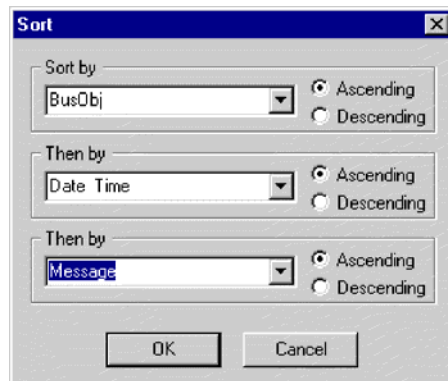 Sort
Sort by
BusObj
Ascending
Descending
Then by
Date Time
Ascending
Descending
Then by
Message
Ascending
Descending
OK
Cancel